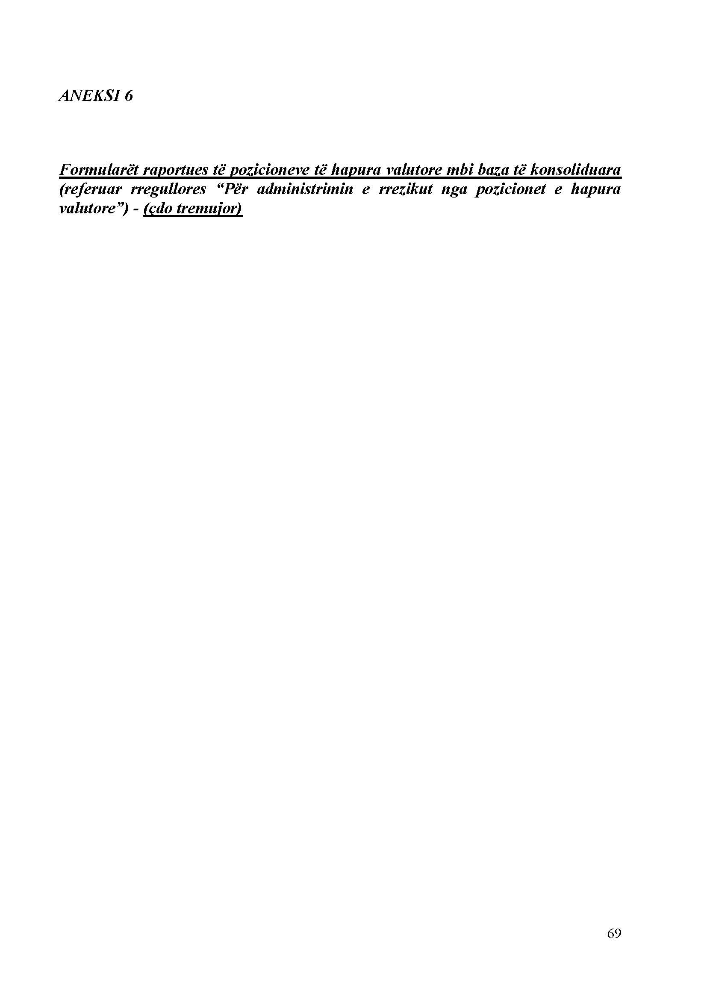 ANEKSI 6
Formularët raportues të pozicioneve të hapura valutore mbi baza të konsoliduara
(referuar rregullores “Për administrimin e rrezikut nga pozicionet e hapura
valutore”) - (çdo tremujor)
69